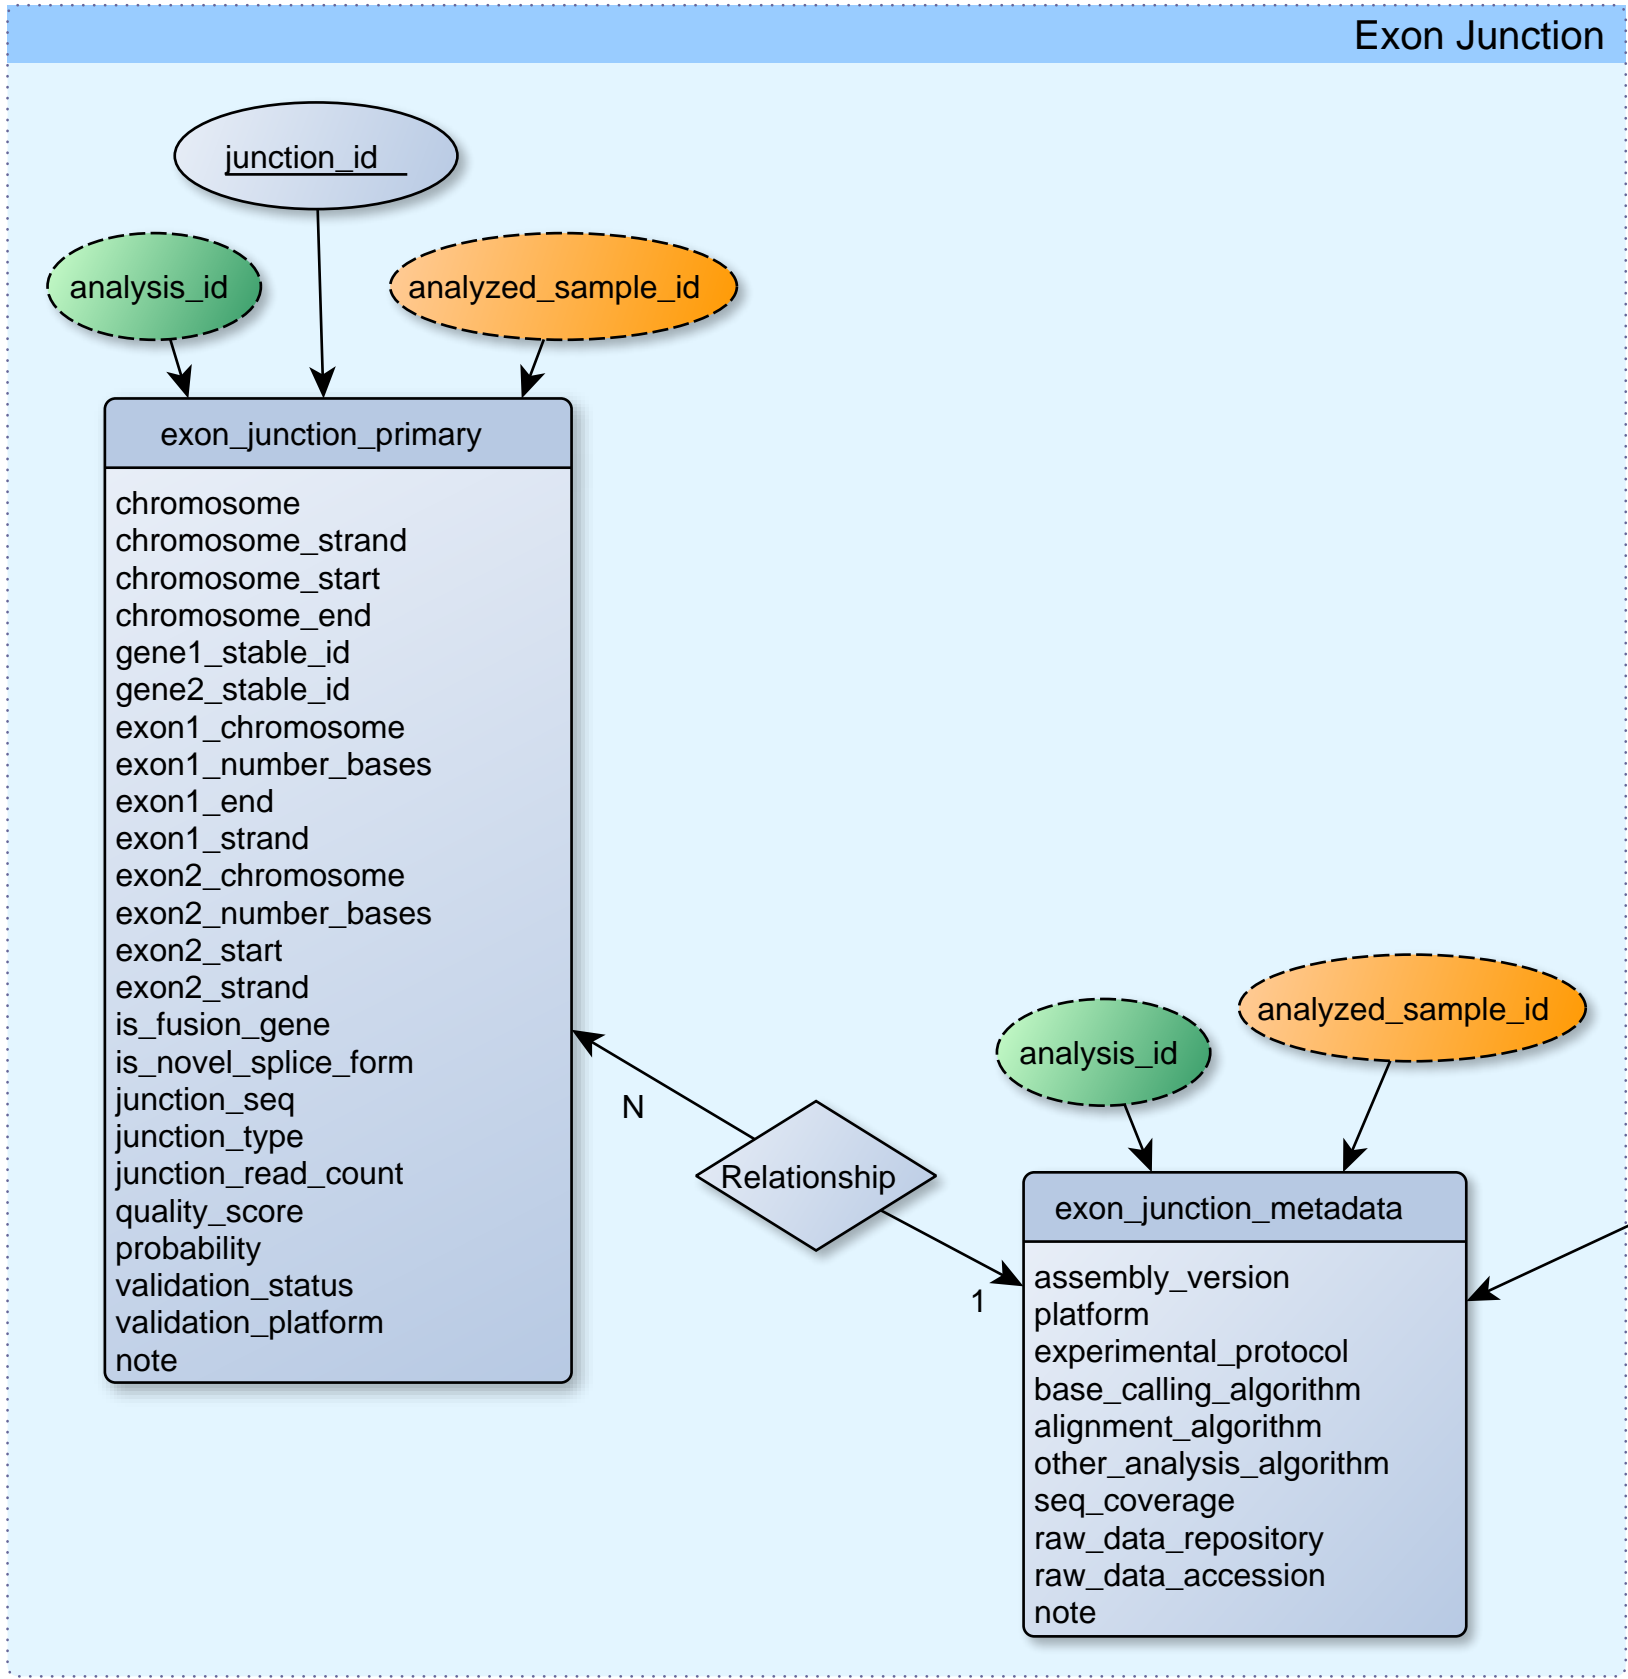 Exon Junction
junction_id
analysis_id
analyzed_sample_id
exon_junction_primary
chromosome
chromosome_strand
chromosome_start
chromosome_end
gene1_stable_id
gene2_stable_id
exon1_chromosome
exon1_number_bases
exon1_end
exon1_strand
exon2_chromosome
exon2_number_bases
exon2_start
exon2_strand
is_fusion_gene
is_novel_splice_form
junction_seq
junction_type
junction_read_count
quality_score
probability
validation_status
validation_platform
note
N
Relationship
1
analysis_id
analyzed_sample_id
exon_junction_metadata
assembly_version
platform
experimental_protocol
base_calling_algorithm
alignment_algorithm
other_analysis_algorithm
seq_coverage
raw_data_repository
raw_data_accession
note